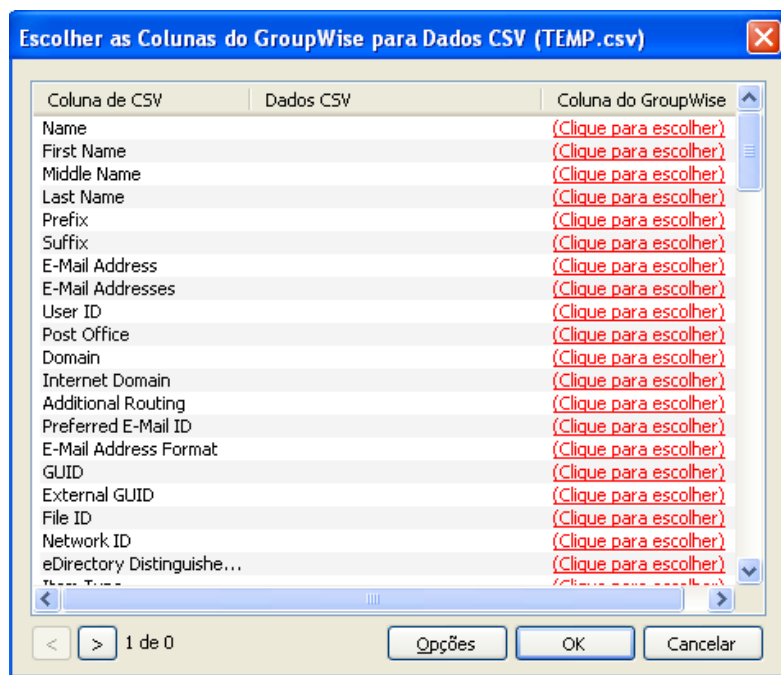 Escolher as Colunas do GroupWise para Dados CSV (TEMP.csv)
Coluna de CSV Dados CSV Coluna do GroupWise
Name (Clique para escolher)
First Name (Clique para escolher)
Middle Name (Clique para escolher)
Last Name (Clique para escolher)
Prefix (Clique para escolher)
Suffix (Clique para escolher)
E-Mail Address (Clique para escolher)
E-Mail Addresses (Clique para escolher)
User ID (Clique para escolher)
Post Office (Clique para escolher)
Domain (Clique para escolher)
Internet Domain (Clique para escolher)
Additional Routing (Clique para escolher)
Preferred E-Mail ID (Clique para escolher)
E-Mail Address Format (Clique para escolher)
GUID (Clique para escolher)
External GUID (Clique para escolher)
File ID (Clique para escolher)
Network ID (Clique para escolher)
eDirectory Distinguishe... (Clique para escolher)
< > 1 de 0 Opções OK Cancelar